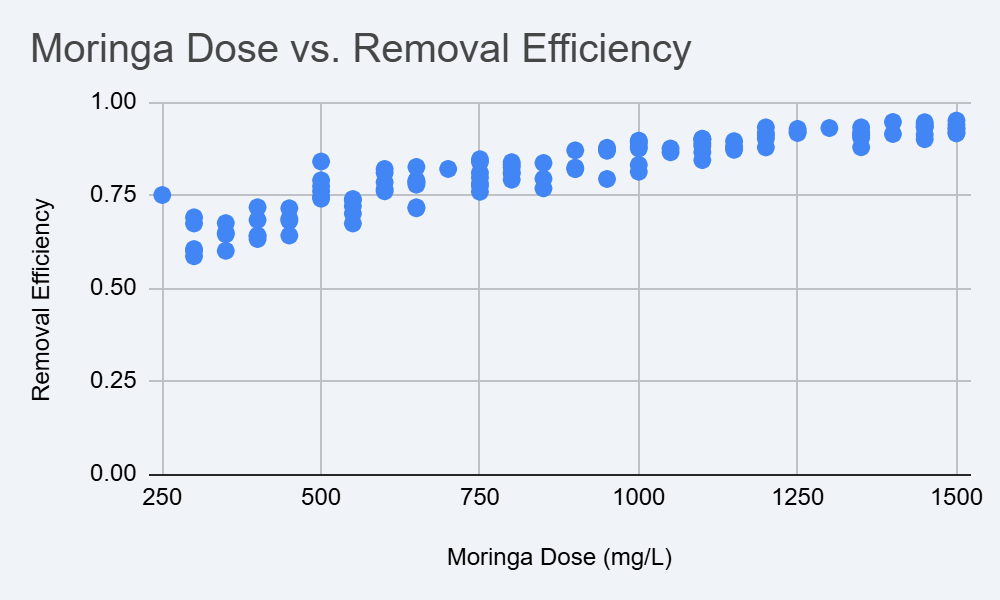 Moringa Dose vs. Removal Efficiency
1.00
0.75
0.50
0.25
0.00
Removal Efficiency
250 500 750 1000 1250 1500
Moringa Dose (mg/L)